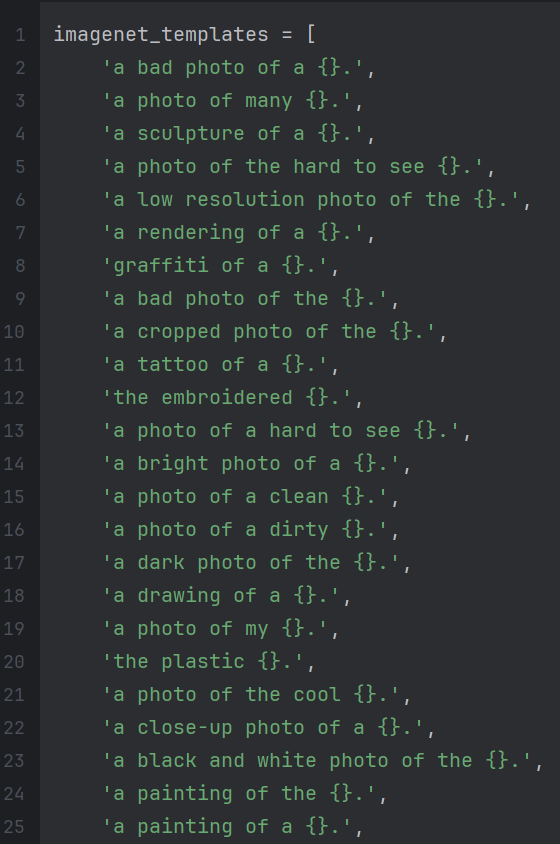 1 imagenet_templates = [
2 'a bad photo of a {}.',
3 'a photo of many {}.',
4 'a sculpture of a {}.',
5 'a photo of the hard to see {}.',
6 'a low resolution photo of the {}.',
7 'a rendering of a {}.',
8 'graffiti of a {}.',
9 'a bad photo of the {}.',
10 'a cropped photo of the {}.',
11 'a tattoo of a {}.',
12 'the embroidered {}.',
13 'a photo of a hard to see {}.',
14 'a bright photo of a {}.',
15 'a photo of a clean {}.',
16 'a photo of a dirty {}.',
17 'a dark photo of the {}.',
18 'a drawing of a {}.',
19 'a photo of my {}.',
20 'the plastic {}.',
21 'a photo of the cool {}.',
22 'a close-up photo of a {}.',
23 'a black and white photo of the {}.',
24 'a painting of the {}.',
25 'a painting of a {}.',